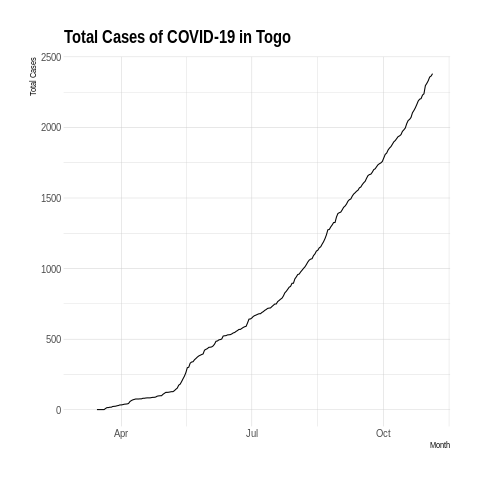 Total Cases of COVID-19 in Togo
Total Cases
2500
2000
1500
1000
500
0
Apr
Jul
Oct
Month